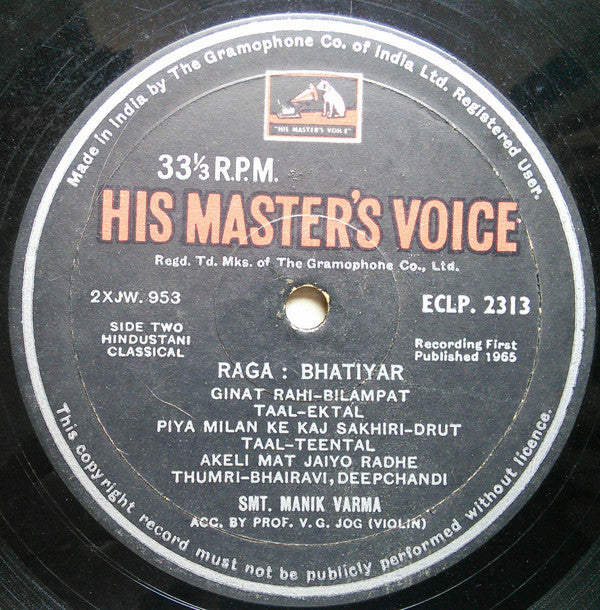 Made in India by The Gramophone Co. of India Ltd. Registered User.
"HIS MASTER'S VOICE"
33⅓ R.P.M.
HIS MASTER'S VOICE
Regd. Td. Mks. of The Gramophone Co., Ltd.
2XJW. 953
ECLP. 2313
SIDE TWO
HINDUSTANI
CLASSICAL
Recording First
Published 1965
RAGA : BHATIYAR
GINAT RAHI-BILAMPAT
TAAL-EKTAL
PIYA MILAN KE KAJ SAKHIRI-DRUT
TAAL-TEENTAL
AKELI MAT JAIYO RADHE
THUMRI-BHAIRAVI, DEEPCHANDI
SMT. MANIK VARMA
ACC. BY PROF. V. G. JOG (VIOLIN)
This copyright record must not be publicly performed without licence.